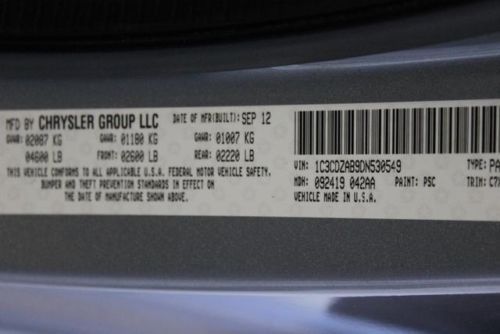 MFD BY CHRYSLER GROUP LLC DATE OF MFR(BUILT): SEP 12
GVWR: 02087 KG GAWR: 01180 KG GAWR: 01007 KG
04600 LB FRONT: 02600 LB REAR: 02220 LB
THIS VEHICLE CONFORMS TO ALL APPLICABLE FEDERAL MOTOR VEHICLE SAFETY,
BUMPER AND THEFT PREVENTION STANDARDS IN EFFECT ON
THE DATE OF MANUFACTURE SHOWN ABOVE.
VIN: 1C3CDZAB9DN530549 TYPE: PA
MDH: 092419 042AA PAINT: PSC TRIM: C7
VEHICLE MADE IN U.S.A.